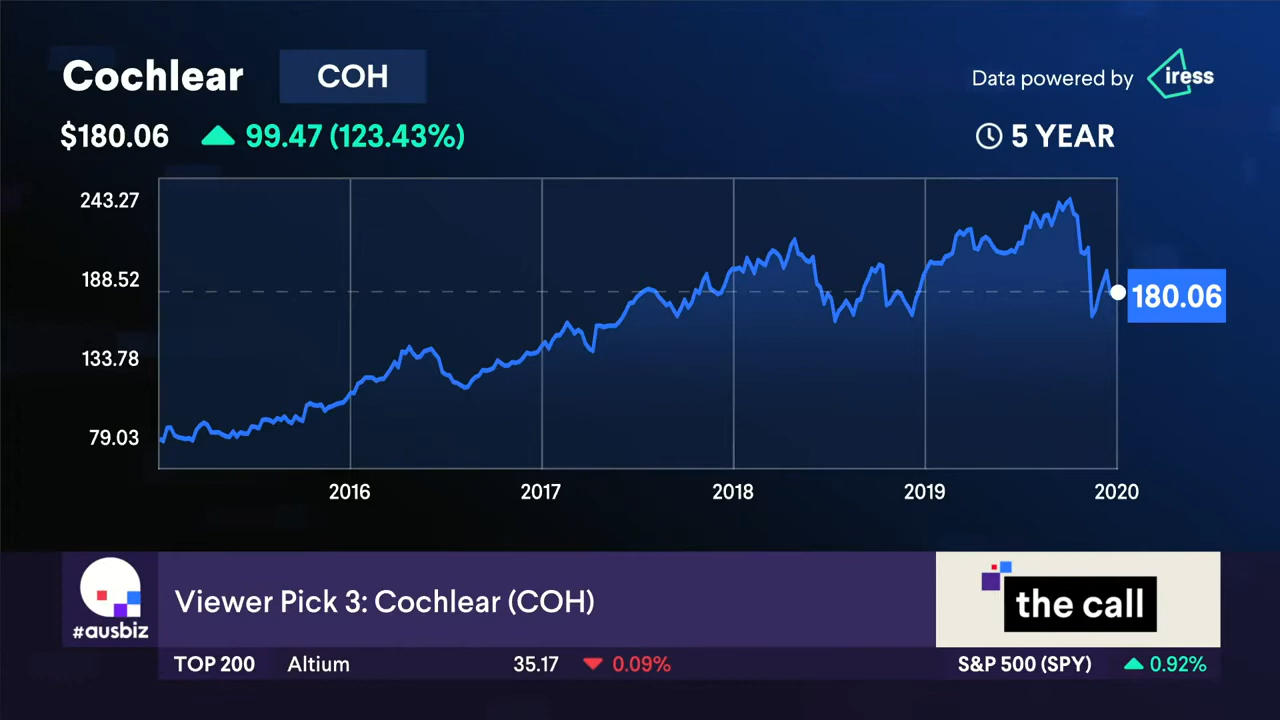 Cochlear COH
Data powered by iress
$180.06 99.47 (123.43%)
5 YEAR
243.27
188.52
133.78
79.03
180.06
2016 2017 2018 2019 2020
#ausbiz
Viewer Pick 3: Cochlear (COH)
the call
TOP 200 Altium 35.17 0.09% S&P 500 (SPY) 0.92%